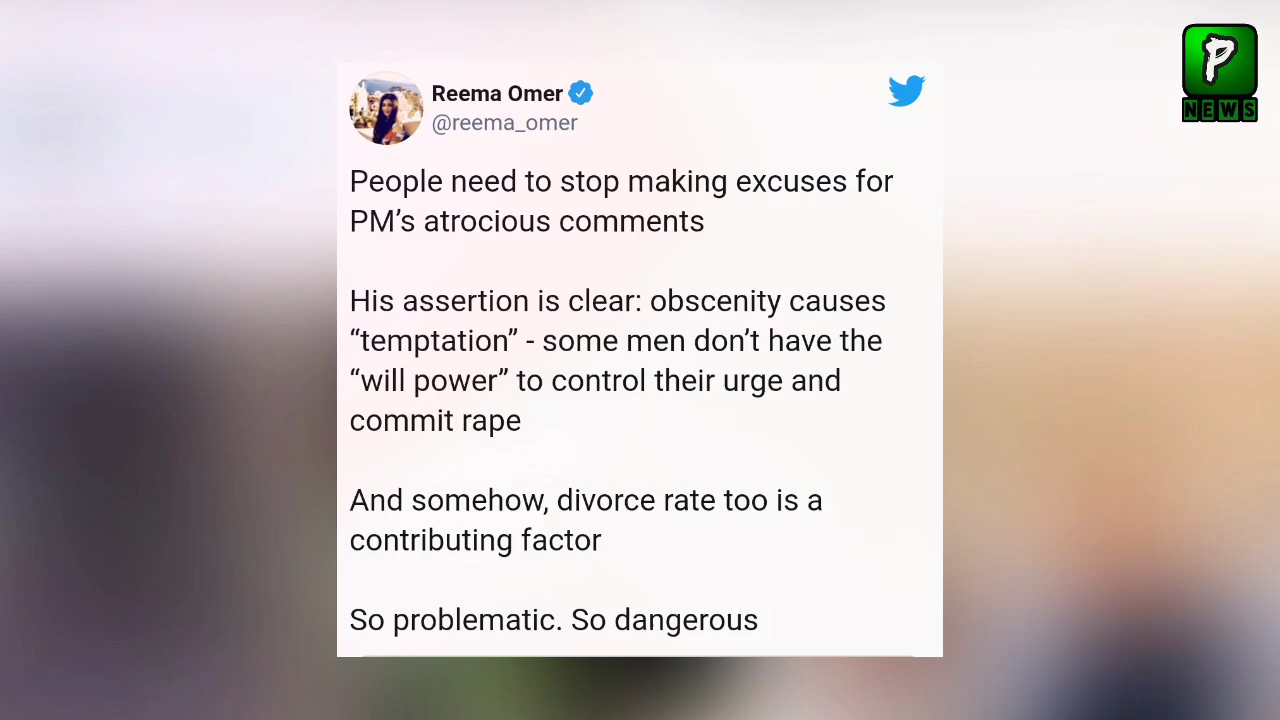 P
NEWS
Reema Omer
@reema_omer
People need to stop making excuses for
PM’s atrocious comments
His assertion is clear: obscenity causes
“temptation” - some men don’t have the
“will power” to control their urge and
commit rape
And somehow, divorce rate too is a
contributing factor
So problematic. So dangerous